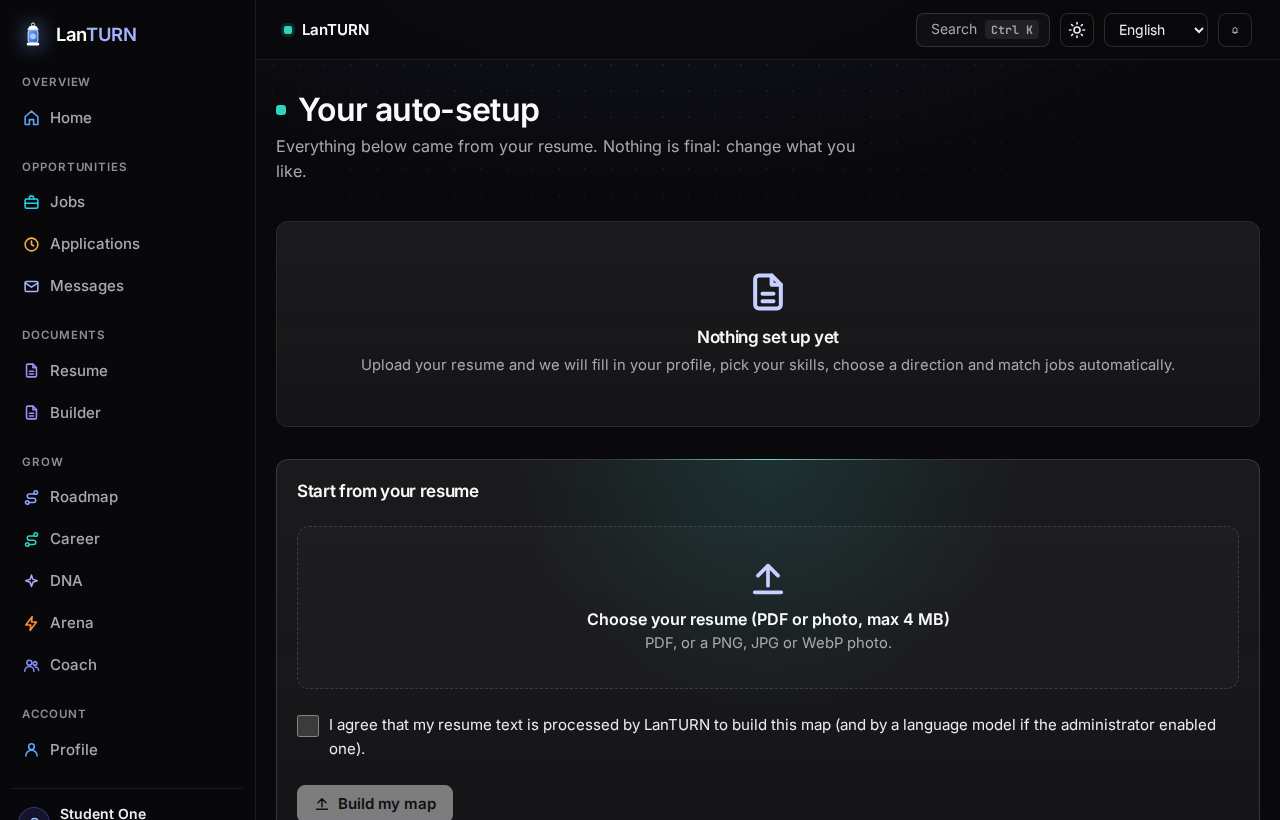 LanTURN
OVERVIEW
Home
OPPORTUNITIES
Jobs
Applications
Messages
DOCUMENTS
Resume
Builder
GROW
Roadmap
Career
DNA
Arena
Coach
ACCOUNT
Profile
Student One
LanTURN
Search Ctrl K
English
Your auto-setup
Everything below came from your resume. Nothing is final: change what you
like.
Nothing set up yet
Upload your resume and we will fill in your profile, pick your skills, choose a direction and match jobs automatically.
Start from your resume
Choose your resume (PDF or photo, max 4 MB)
PDF, or a PNG, JPG or WebP photo.
I agree that my resume text is processed by LanTURN to build this map (and by a language model if the administrator enabled
one).
Build my map